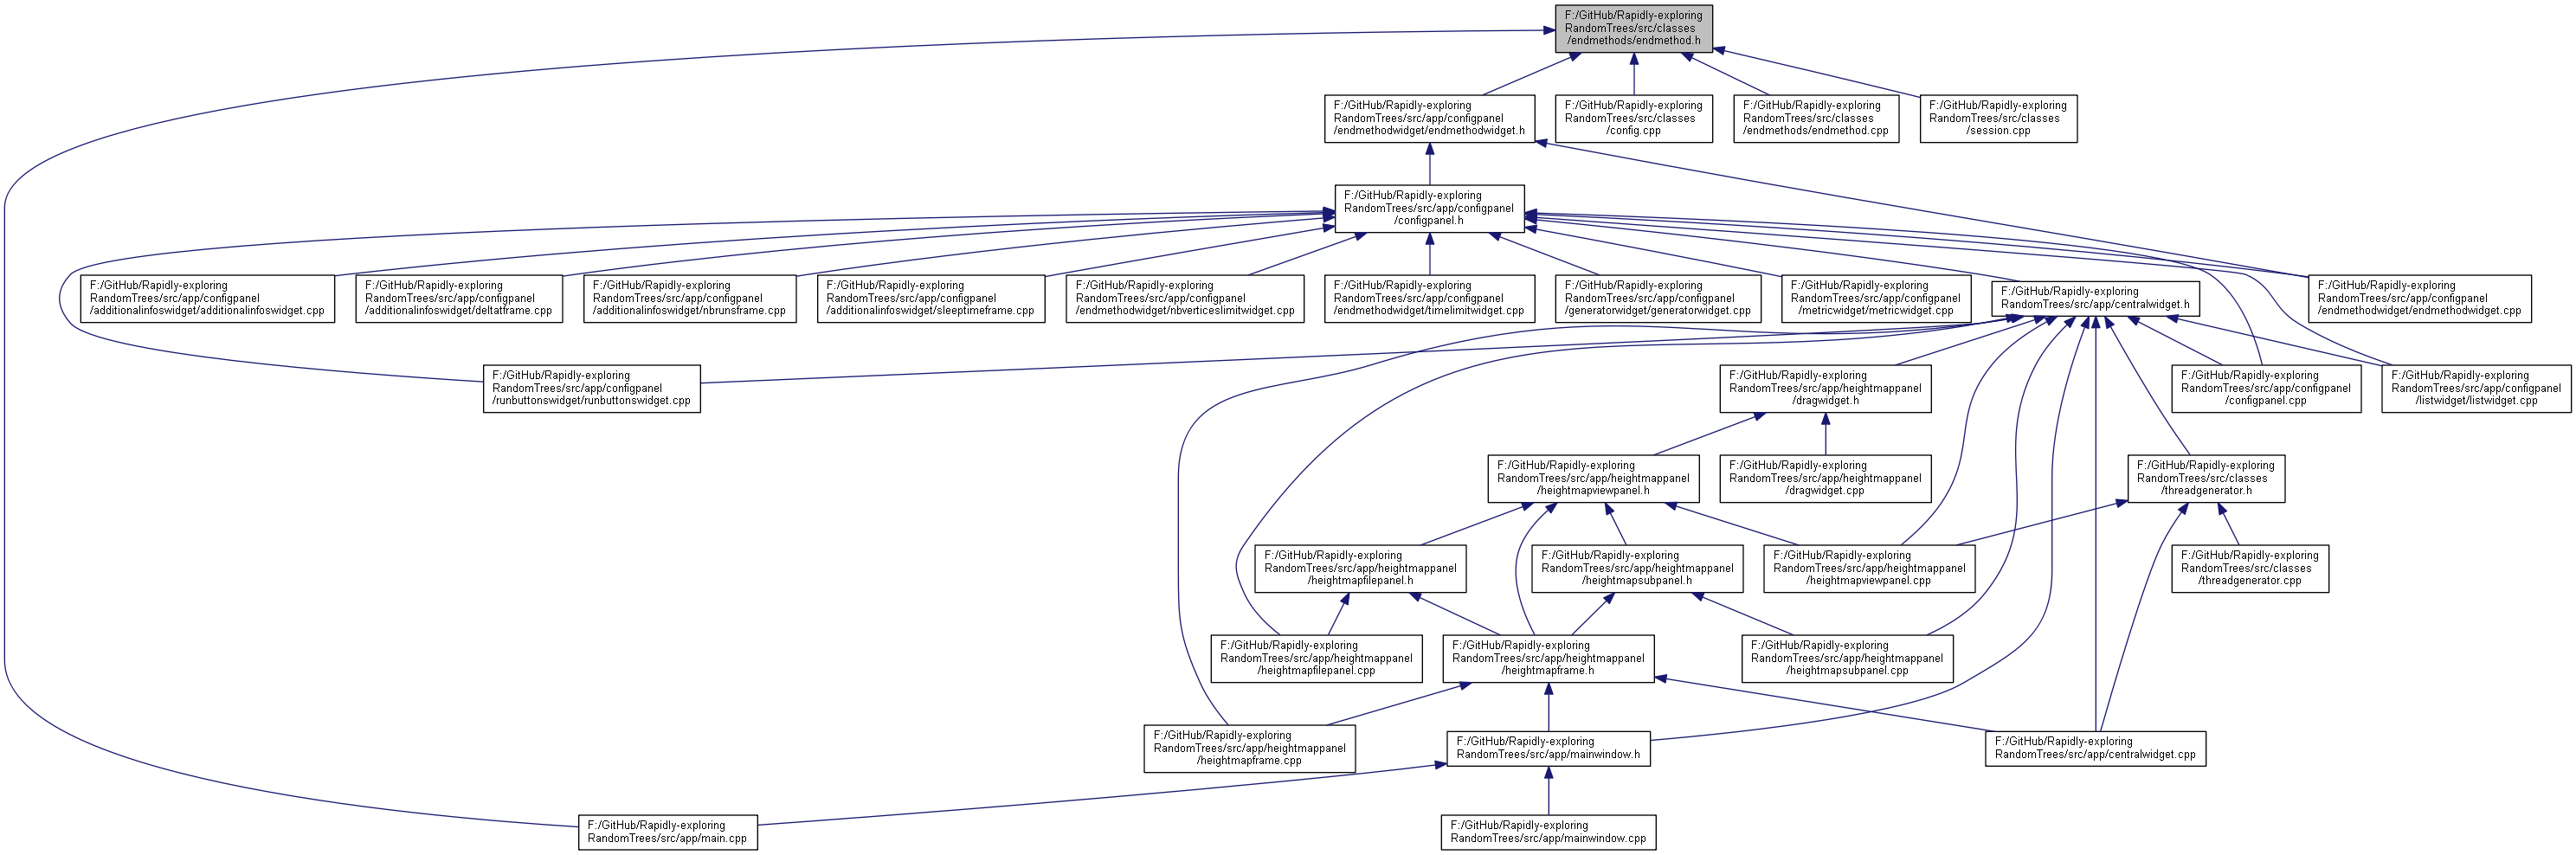 F:/GitHub/Rapidly-exploring
RandomTrees/src/classes
/endmethods/endmethod.h
F:/GitHub/Rapidly-exploring
RandomTrees/src/app/configpanel
/endmethodwidget/endmethodwidget.h
F:/GitHub/Rapidly-exploring
RandomTrees/src/classes
/config.cpp
F:/GitHub/Rapidly-exploring
RandomTrees/src/classes
/endmethods/endmethod.cpp
F:/GitHub/Rapidly-exploring
RandomTrees/src/classes
/session.cpp
F:/GitHub/Rapidly-exploring
RandomTrees/src/app/configpanel
/configpanel.h
F:/GitHub/Rapidly-exploring
RandomTrees/src/app/configpanel
/additionalinfoswidget/additionalinfoswidget.cpp
F:/GitHub/Rapidly-exploring
RandomTrees/src/app/configpanel
/additionalinfoswidget/deltatframe.cpp
F:/GitHub/Rapidly-exploring
RandomTrees/src/app/configpanel
/additionalinfoswidget/nbrunsframe.cpp
F:/GitHub/Rapidly-exploring
RandomTrees/src/app/configpanel
/additionalinfoswidget/sleeptimeframe.cpp
F:/GitHub/Rapidly-exploring
RandomTrees/src/app/configpanel
/endmethodwidget/nbverticeslimitwidget.cpp
F:/GitHub/Rapidly-exploring
RandomTrees/src/app/configpanel
/endmethodwidget/timelimitwidget.cpp
F:/GitHub/Rapidly-exploring
RandomTrees/src/app/configpanel
/generatorwidget/generatorwidget.cpp
F:/GitHub/Rapidly-exploring
RandomTrees/src/app/configpanel
/metricwidget/metricwidget.cpp
F:/GitHub/Rapidly-exploring
RandomTrees/src/app/centralwidget.h
F:/GitHub/Rapidly-exploring
RandomTrees/src/app/configpanel
/endmethodwidget/endmethodwidget.cpp
F:/GitHub/Rapidly-exploring
RandomTrees/src/app/configpanel
/runbuttonswidget/runbuttonswidget.cpp
F:/GitHub/Rapidly-exploring
RandomTrees/src/app/heightmappanel
/dragwidget.h
F:/GitHub/Rapidly-exploring
RandomTrees/src/app/configpanel
/configpanel.cpp
F:/GitHub/Rapidly-exploring
RandomTrees/src/app/configpanel
/listwidget/listwidget.cpp
F:/GitHub/Rapidly-exploring
RandomTrees/src/app/heightmappanel
/heightmapviewpanel.h
F:/GitHub/Rapidly-exploring
RandomTrees/src/app/heightmappanel
/dragwidget.cpp
F:/GitHub/Rapidly-exploring
RandomTrees/src/classes
/threadgenerator.h
F:/GitHub/Rapidly-exploring
RandomTrees/src/app/heightmappanel
/heightmapfilepanel.h
F:/GitHub/Rapidly-exploring
RandomTrees/src/app/heightmappanel
/heightmapsubpanel.h
F:/GitHub/Rapidly-exploring
RandomTrees/src/app/heightmappanel
/heightmapviewpanel.cpp
F:/GitHub/Rapidly-exploring
RandomTrees/src/classes
/threadgenerator.cpp
F:/GitHub/Rapidly-exploring
RandomTrees/src/app/heightmappanel
/heightmapfilepanel.cpp
F:/GitHub/Rapidly-exploring
RandomTrees/src/app/heightmappanel
/heightmapframe.h
F:/GitHub/Rapidly-exploring
RandomTrees/src/app/heightmappanel
/heightmapsubpanel.cpp
F:/GitHub/Rapidly-exploring
RandomTrees/src/app/heightmappanel
/heightmapframe.cpp
F:/GitHub/Rapidly-exploring
RandomTrees/src/app/mainwindow.h
F:/GitHub/Rapidly-exploring
RandomTrees/src/app/centralwidget.cpp
F:/GitHub/Rapidly-exploring
RandomTrees/src/app/main.cpp
F:/GitHub/Rapidly-exploring
RandomTrees/src/app/mainwindow.cpp